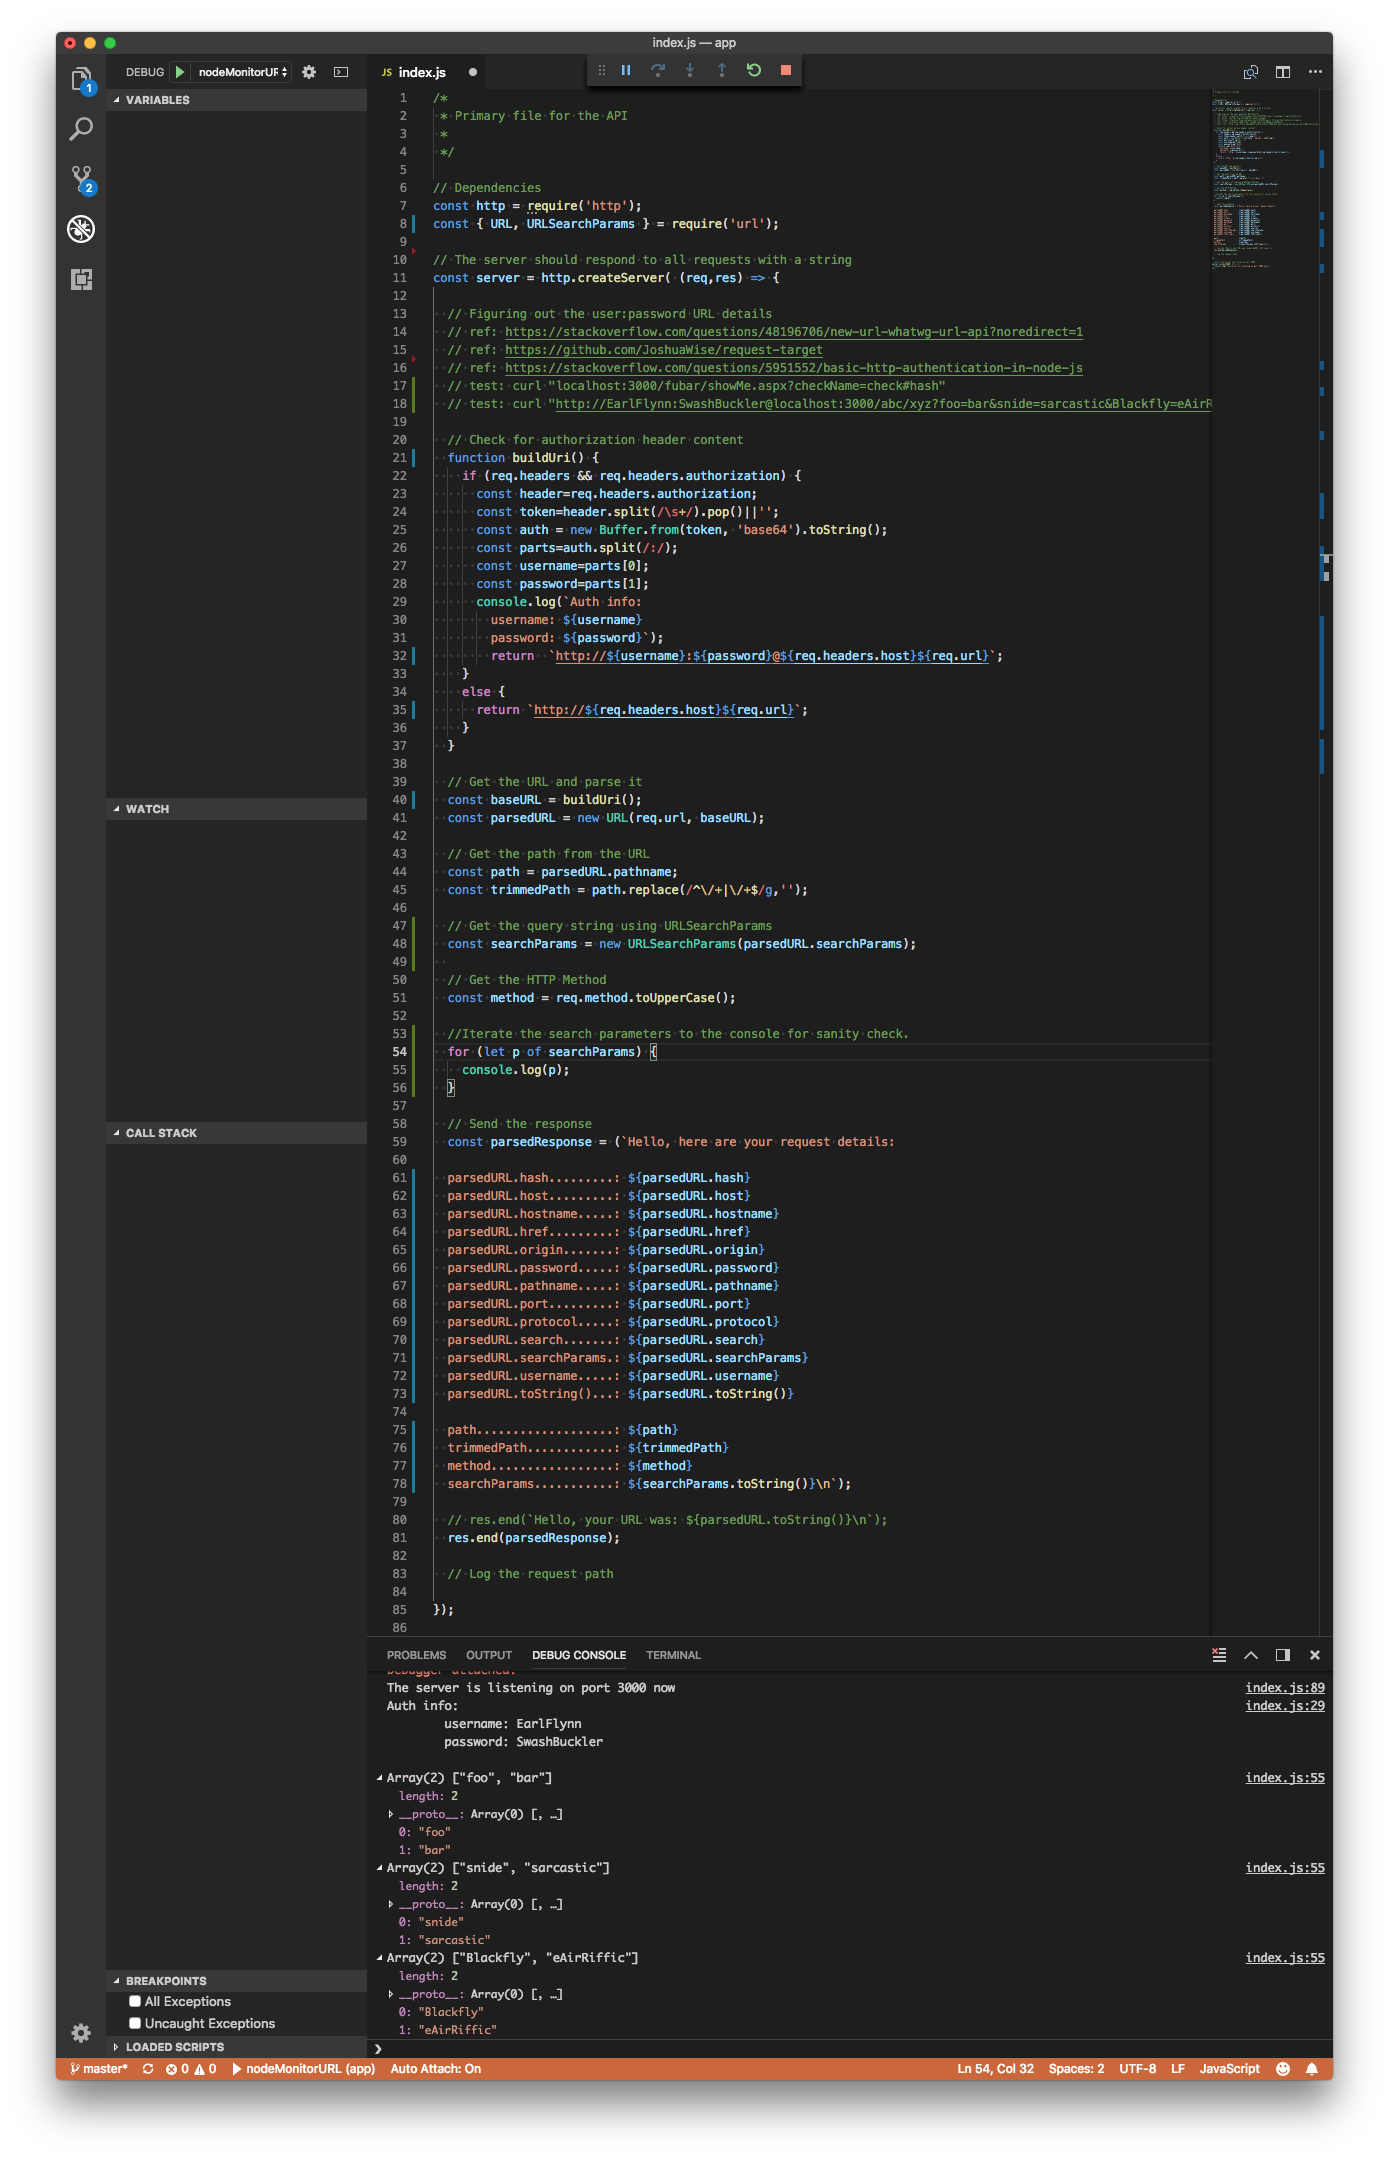 index.js — app
1
2
DEBUG
nodeMonitorUR
VARIABLES
WATCH
CALL STACK
BREAKPOINTS
All Exceptions
Uncaught Exceptions
LOADED SCRIPTS
JS index.js
1 /*
2  * Primary file for the API
3  *
4  */
5
6 // Dependencies
7 const http = require('http');
8 const { URL, URLSearchParams } = require('url');
9
10 // The server should respond to all requests with a string
11 const server = http.createServer( (req,res) => {
12
13   // Figuring out the user:password URL details
14   // ref: https://stackoverflow.com/questions/48196706/new-url-whatwg-url-api?noredirect=1
15   // ref: https://github.com/JoshuaWise/request-target
16   // ref: https://stackoverflow.com/questions/5951552/basic-http-authentication-in-node-js
17   // test: curl "localhost:3000/fubar/showMe.aspx?checkName=check#hash"
18   // test: curl "http://EarlFlynn:SwashBuckler@localhost:3000/abc/xyz?foo=bar&snide=sarcastic&Blackfly=eAirR
19
20   // Check for authorization header content
21   function buildUri() {
22     if (req.headers && req.headers.authorization) {
23       const header=req.headers.authorization;
24       const token=header.split(/\s+/).pop()||'';
25       const auth = new Buffer.from(token, 'base64').toString();
26       const parts=auth.split(/:/);
27       const username=parts[0];
28       const password=parts[1];
29       console.log(`Auth info:
30         username: ${username}
31         password: ${password}`);
32         return  `http://${username}:${password}@${req.headers.host}${req.url}`;
33     }
34     else {
35       return `http://${req.headers.host}${req.url}`;
36     }
37   }
38
39   // Get the URL and parse it
40   const baseURL = buildUri();
41   const parsedURL = new URL(req.url, baseURL);
42
43   // Get the path from the URL
44   const path = parsedURL.pathname;
45   const trimmedPath = path.replace(/^\/+|\/+$/g,'');
46
47   // Get the query string using URLSearchParams
48   const searchParams = new URLSearchParams(parsedURL.searchParams);
49
50   // Get the HTTP Method
51   const method = req.method.toUpperCase();
52
53   //Iterate the search parameters to the console for sanity check.
54   for (let p of searchParams) {
55     console.log(p);
56   }
57
58   // Send the response
59   const parsedResponse = (`Hello, here are your request details:
60
61   parsedURL.hash.........: ${parsedURL.hash}
62   parsedURL.host.........: ${parsedURL.host}
63   parsedURL.hostname.....: ${parsedURL.hostname}
64   parsedURL.href.........: ${parsedURL.href}
65   parsedURL.origin.......: ${parsedURL.origin}
66   parsedURL.password.....: ${parsedURL.password}
67   parsedURL.pathname.....: ${parsedURL.pathname}
68   parsedURL.port.........: ${parsedURL.port}
69   parsedURL.protocol.....: ${parsedURL.protocol}
70   parsedURL.search.......: ${parsedURL.search}
71   parsedURL.searchParams.: ${parsedURL.searchParams}
72   parsedURL.username.....: ${parsedURL.username}
73   parsedURL.toString()...: ${parsedURL.toString()}
74
75   path...................: ${path}
76   trimmedPath............: ${trimmedPath}
77   method.................: ${method}
78   searchParams...........: ${searchParams.toString()}\n`);
79
80   // res.end(`Hello, your URL was: ${parsedURL.toString()}\n`);
81   res.end(parsedResponse);
82
83   // Log the request path
84
85 });
86
PROBLEMS OUTPUT DEBUG CONSOLE TERMINAL
Debugger attached.
The server is listening on port 3000 now index.js:89
Auth info: index.js:29
username: EarlFlynn
password: SwashBuckler
Array(2) ["foo", "bar"] index.js:55
length: 2
__proto__: Array(0) [, …]
0: "foo"
1: "bar"
Array(2) ["snide", "sarcastic"] index.js:55
length: 2
__proto__: Array(0) [, …]
0: "snide"
1: "sarcastic"
Array(2) ["Blackfly", "eAirRiffic"] index.js:55
length: 2
__proto__: Array(0) [, …]
0: "Blackfly"
1: "eAirRiffic"
master* 0 0 nodeMonitorURL (app) Auto Attach: On Ln 54, Col 32 Spaces: 2 UTF-8 LF JavaScript